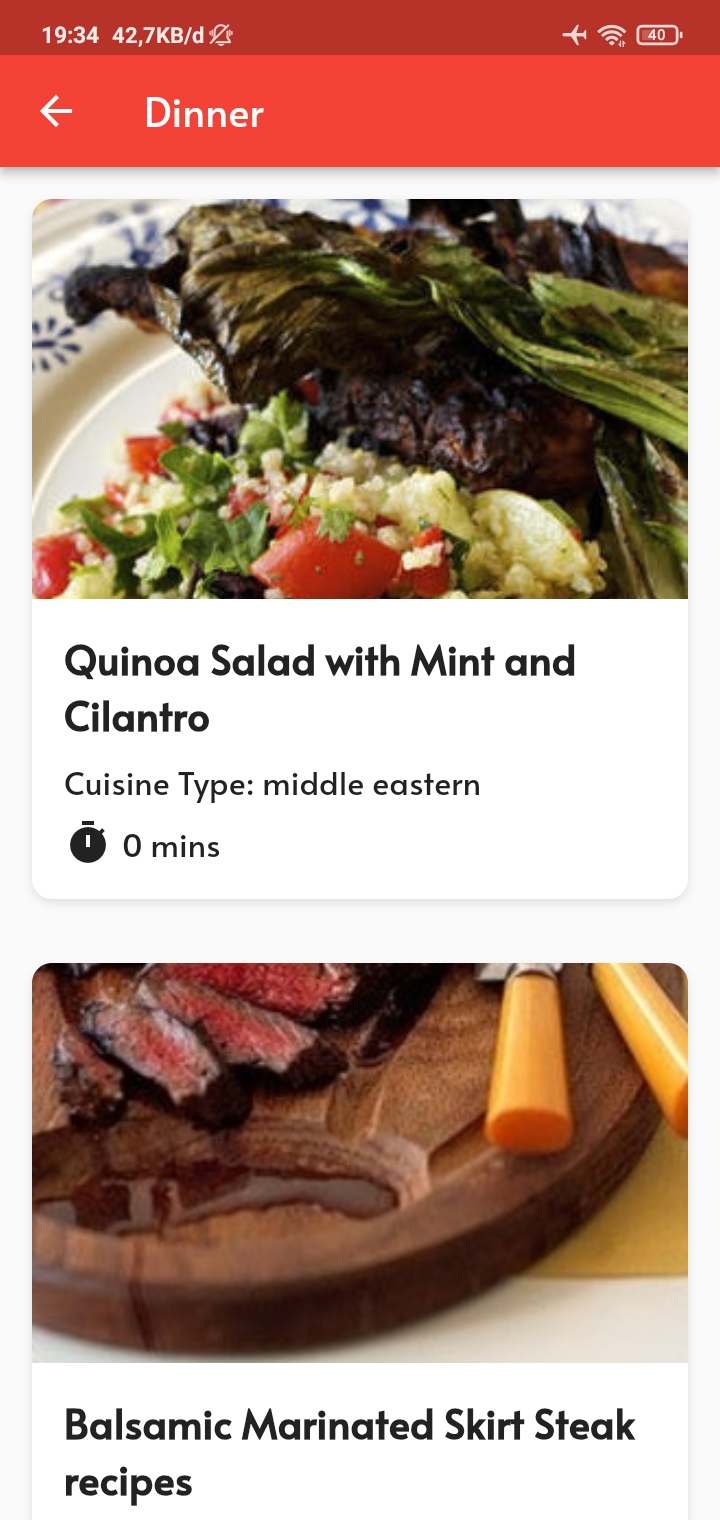 19:34 42,7KB/d
40
Dinner
Quinoa Salad with Mint and
Cilantro
Cuisine Type: middle eastern
0 mins
Balsamic Marinated Skirt Steak
recipes